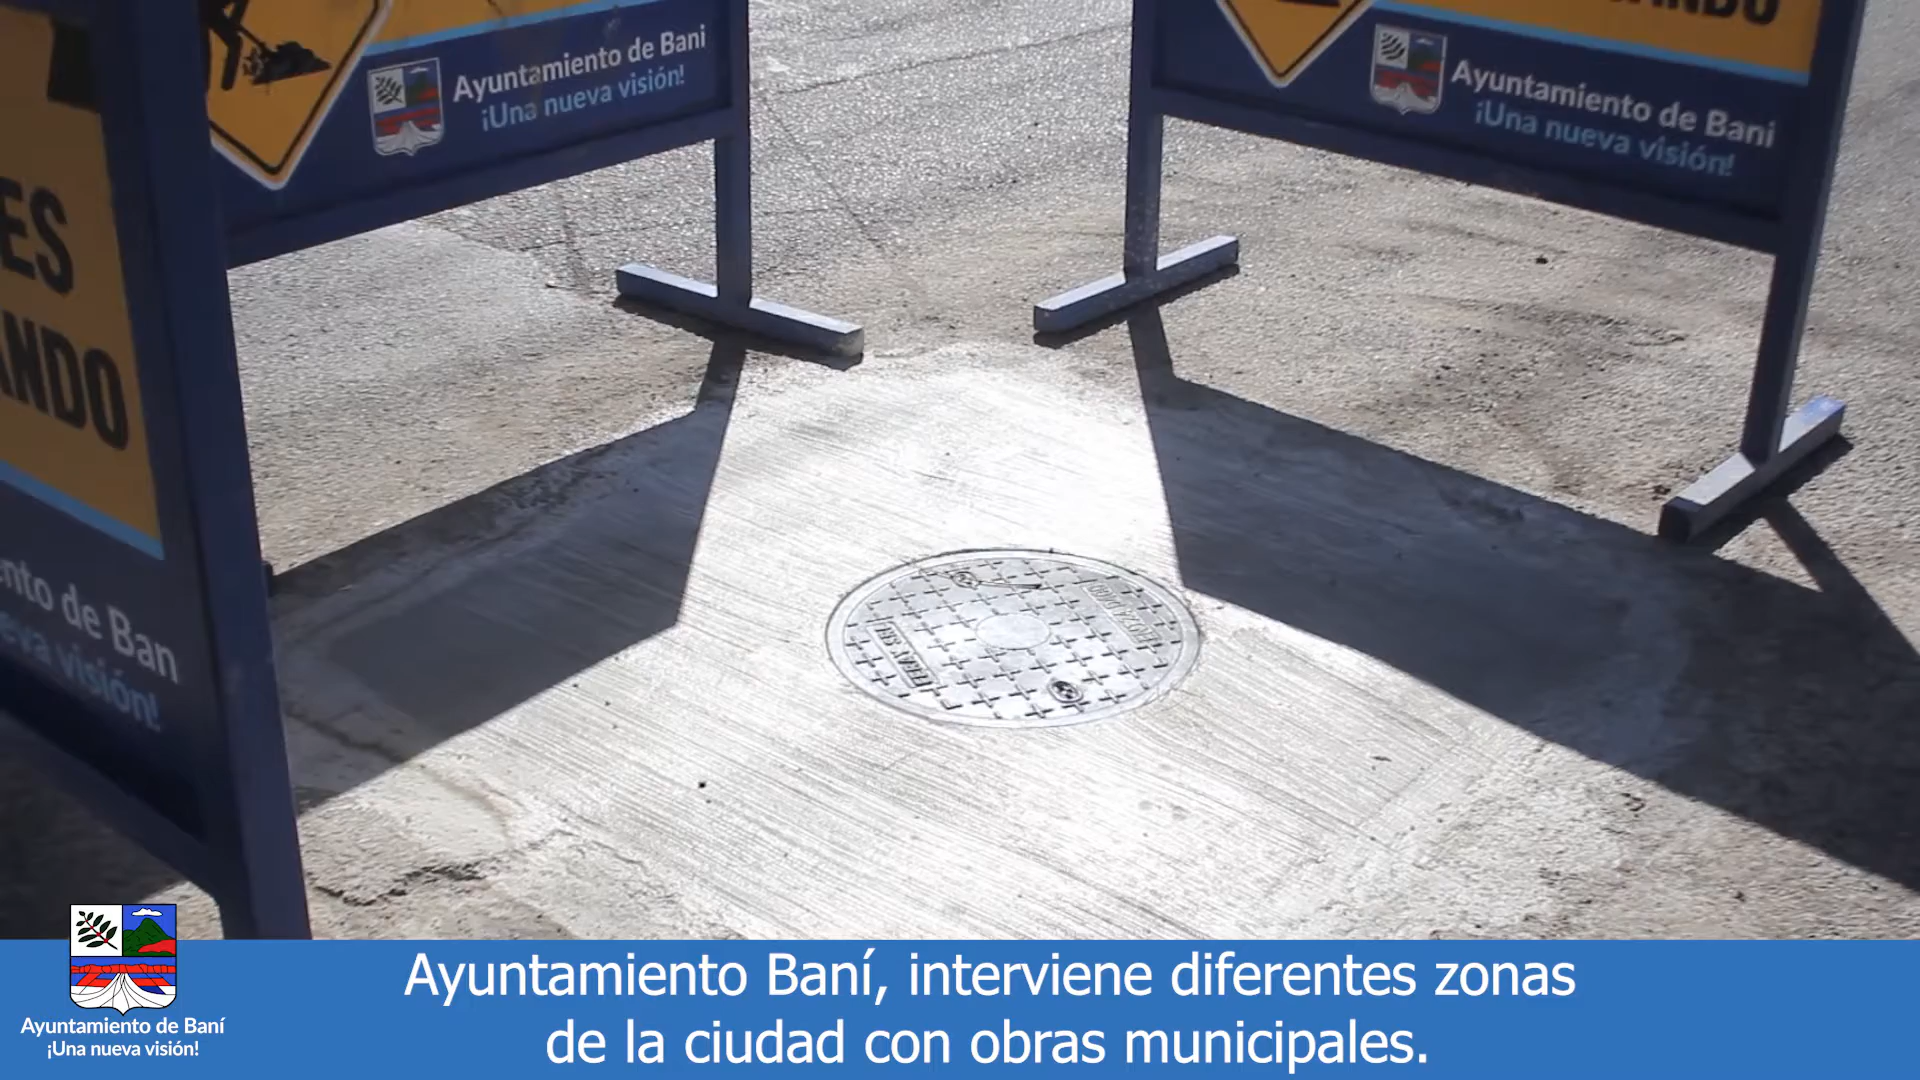 Ayuntamiento de Bani
¡Una nueva visión!
ANDO
Ayuntamiento de Bani
¡Una nueva visión!
ES
ANDO
nto de Ban
eva visión!
Ayuntamiento de Baní
¡Una nueva visión!
Ayuntamiento Baní, interviene diferentes zonas
de la ciudad con obras municipales.